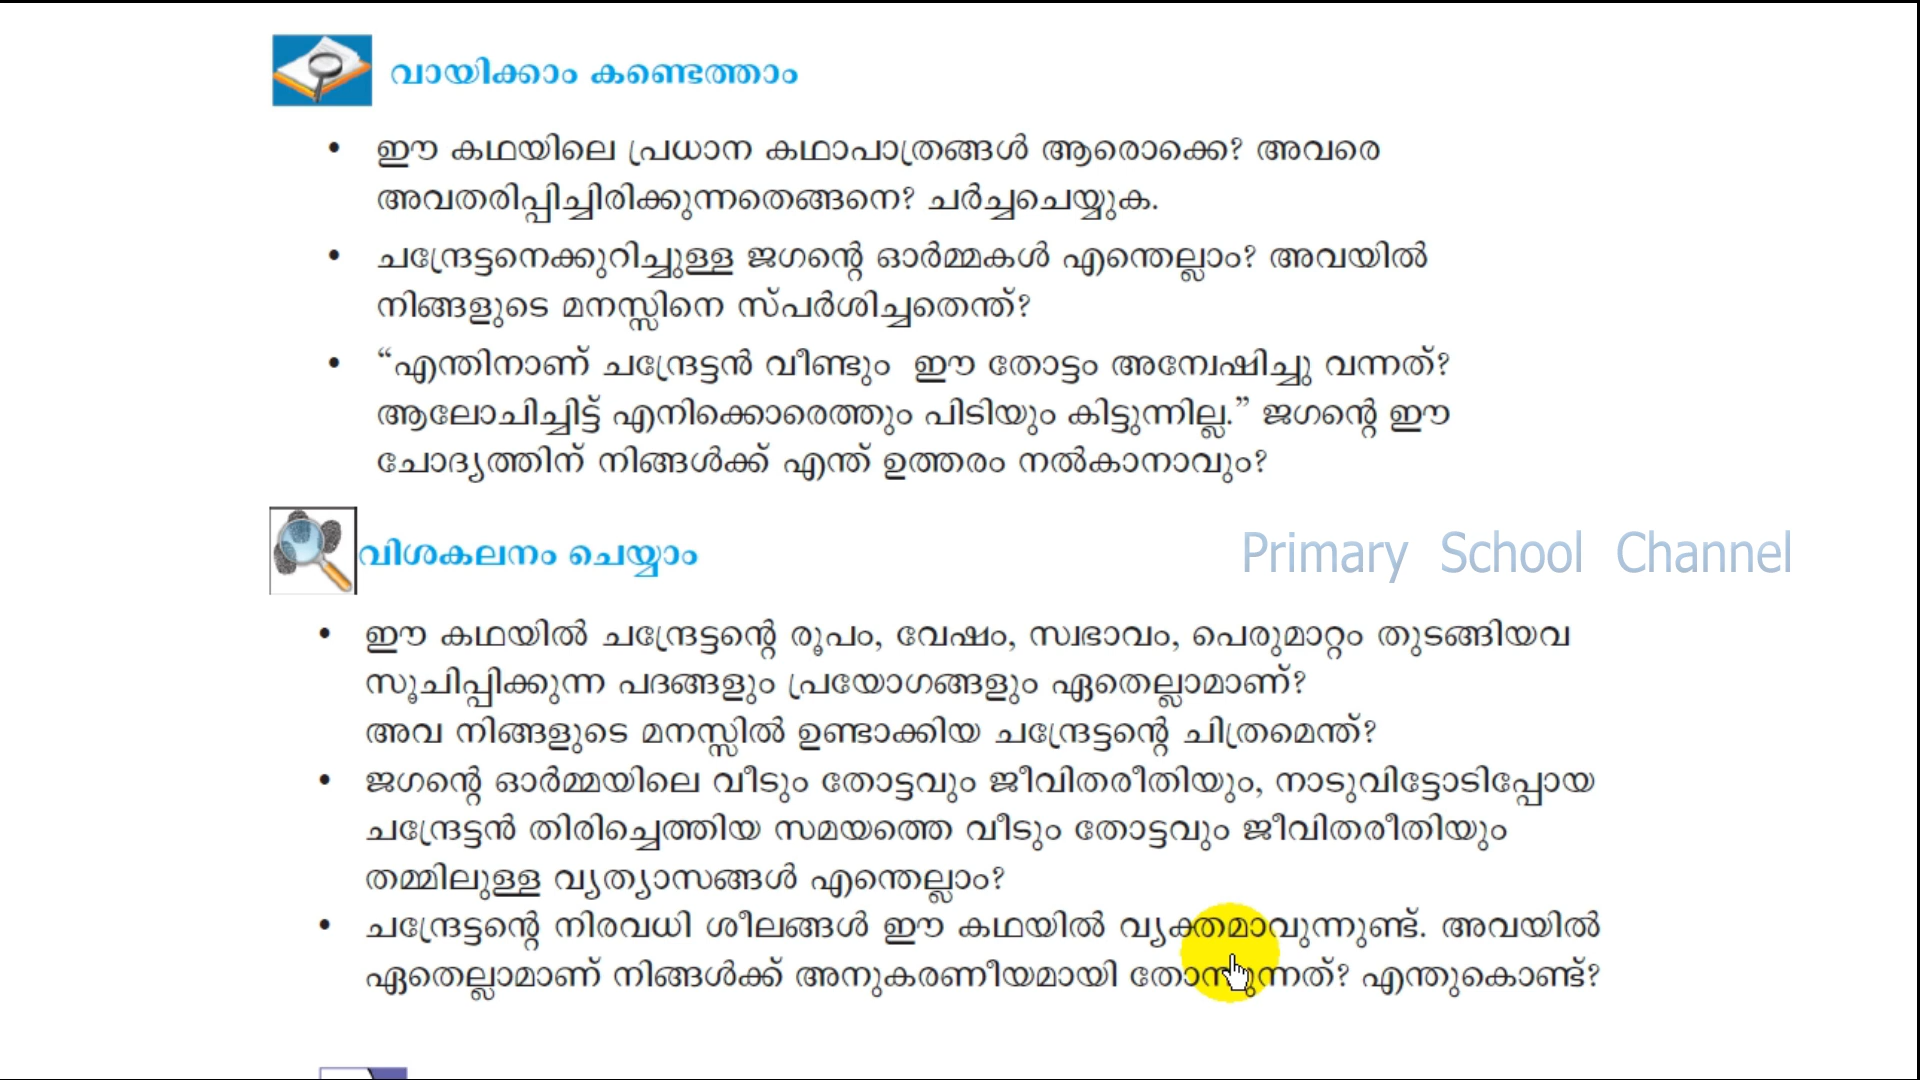 വായിക്കാം കണ്ടെത്താം
• ഈ കഥയിലെ പ്രധാന കഥാപാത്രങ്ങൾ ആരൊക്കെ? അവരെ
അവതരിപ്പിച്ചിരിക്കുന്നതെങ്ങനെ? ചർച്ചചെയ്യുക.
• ചന്ദ്രേട്ടനെക്കുറിച്ചുള്ള ജഗന്റെ ഓർമ്മകൾ എന്തെല്ലാം? അവയിൽ
നിങ്ങളുടെ മനസ്സിനെ സ്പർശിച്ചതെന്ത്?
• “എന്തിനാണ് ചന്ദ്രേട്ടൻ വീണ്ടും ഈ തോട്ടം അന്വേഷിച്ചു വന്നത്?
ആലോചിച്ചിട്ട് എനിക്കൊരെത്തും പിടിയും കിട്ടുന്നില്ല.” ജഗന്റെ ഈ
ചോദ്യത്തിന് നിങ്ങൾക്ക് എന്ത് ഉത്തരം നൽകാനാവും?
വിശകലനം ചെയ്യാം
Primary School Channel
• ഈ കഥയിൽ ചന്ദ്രേട്ടന്റെ രൂപം, വേഷം, സ്വഭാവം, പെരുമാറ്റം തുടങ്ങിയവ
സൂചിപ്പിക്കുന്ന പദങ്ങളും പ്രയോഗങ്ങളും ഏതെല്ലാമാണ്?
അവ നിങ്ങളുടെ മനസ്സിൽ ഉണ്ടാക്കിയ ചന്ദ്രേട്ടന്റെ ചിത്രമെന്ത്?
• ജഗന്റെ ഓർമ്മയിലെ വീടും തോട്ടവും ജീവിതരീതിയും, നാടുവിട്ടോടിപ്പോയ
ചന്ദ്രേട്ടൻ തിരിച്ചെത്തിയ സമയത്തെ വീടും തോട്ടവും ജീവിതരീതിയും
തമ്മിലുള്ള വ്യത്യാസങ്ങൾ എന്തെല്ലാം?
• ചന്ദ്രേട്ടന്റെ നിരവധി ശീലങ്ങൾ ഈ കഥയിൽ വ്യക്തമാവുന്നുണ്ട്. അവയിൽ
ഏതെല്ലാമാണ് നിങ്ങൾക്ക് അനുകരണീയമായി തോന്നുന്നത്? എന്തുകൊണ്ട്?